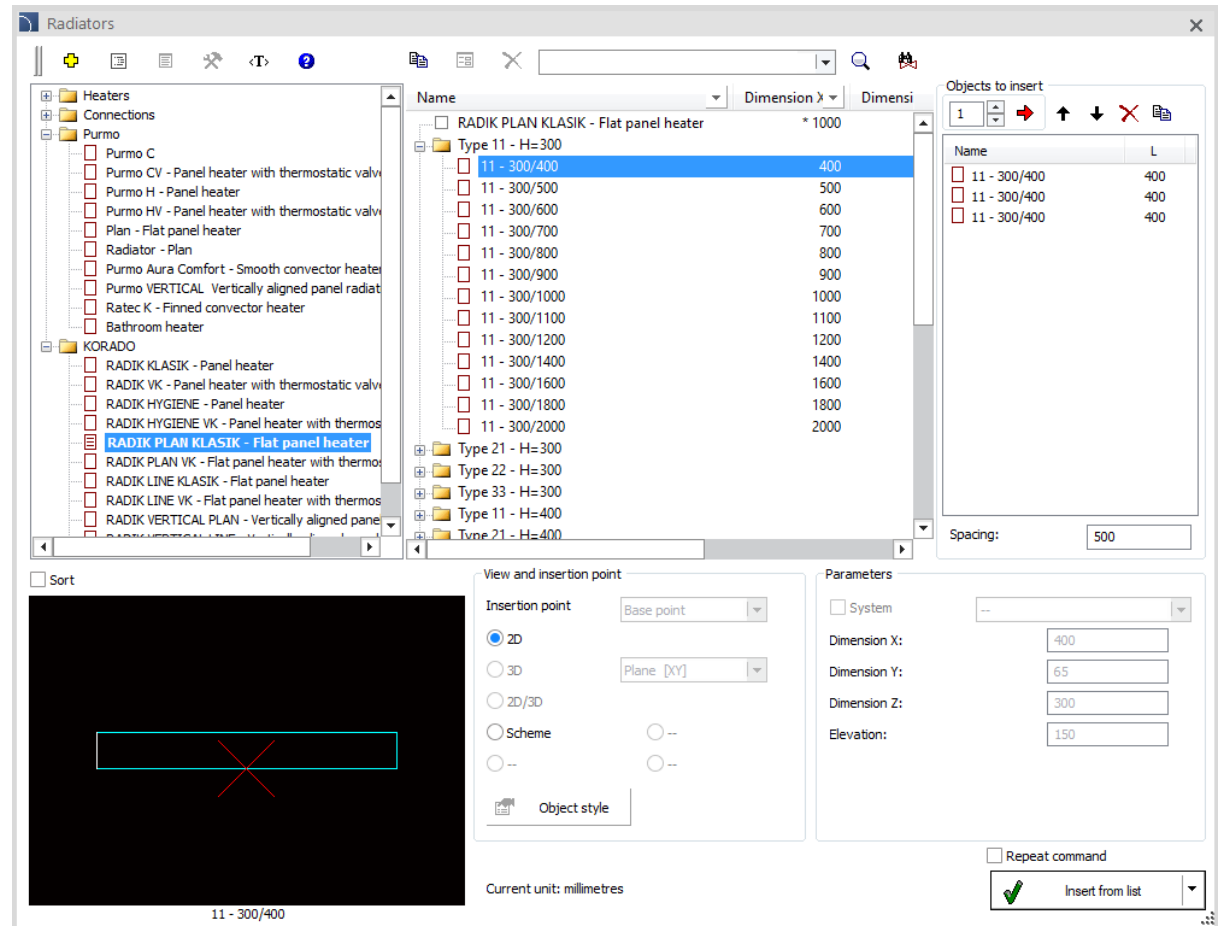 Radiators
<T>
Heaters
Connections
Purmo
Purmo C
Purmo CV - Panel heater with thermostatic valv
Purmo H - Panel heater
Purmo HV - Panel heater with thermostatic valv
Plan - Flat panel heater
Radiator - Plan
Purmo Aura Comfort - Smooth convector heater
Purmo VERTICAL Vertically aligned panel radiat
Ratec K - Finned convector heater
Bathroom heater
KORADO
RADIK KLASIK - Panel heater
RADIK VK - Panel heater with thermostatic valv
RADIK HYGIENE - Panel heater
RADIK HYGIENE VK - Panel heater with thermos
RADIK PLAN KLASIK - Flat panel heater
RADIK PLAN VK - Flat panel heater with thermos
RADIK LINE KLASIK - Flat panel heater
RADIK LINE VK - Flat panel heater with thermos
RADIK VERTICAL PLAN - Vertically aligned pane
Name Dimension X Dimensi
RADIK PLAN KLASIK - Flat panel heater * 1000
Type 11 - H=300
11 - 300/400 400
11 - 300/500 500
11 - 300/600 600
11 - 300/700 700
11 - 300/800 800
11 - 300/900 900
11 - 300/1000 1000
11 - 300/1100 1100
11 - 300/1200 1200
11 - 300/1400 1400
11 - 300/1600 1600
11 - 300/1800 1800
11 - 300/2000 2000
Type 21 - H=300
Type 22 - H=300
Type 33 - H=300
Type 11 - H=400
Type 21 - H=400
Objects to insert
1
Name L
11 - 300/400 400
11 - 300/400 400
11 - 300/400 400
Spacing: 500
Sort
11 - 300/400
View and insertion point
Insertion point Base point
2D
3D Plane [XY]
2D/3D
Scheme --
-- --
Object style
Current unit: millimetres
Parameters
System --
Dimension X: 400
Dimension Y: 65
Dimension Z: 300
Elevation: 150
Repeat command
Insert from list